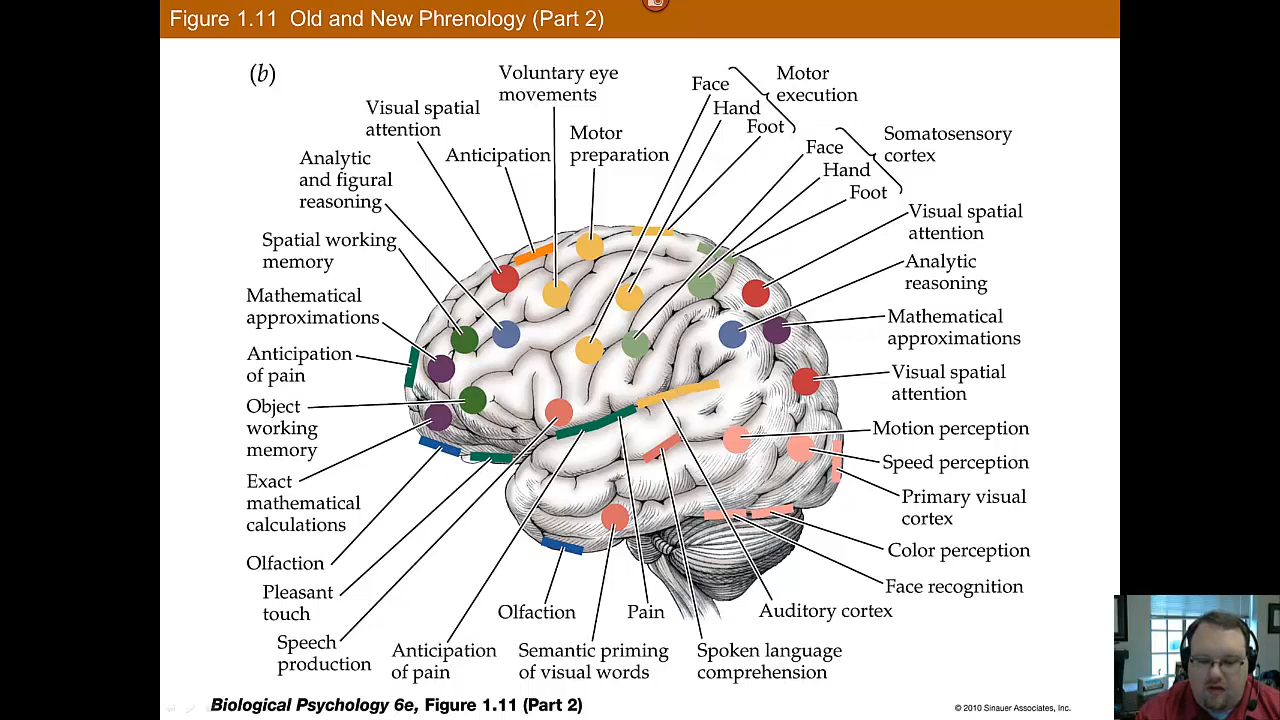 Figure 1.11 Old and New Phrenology (Part 2)
(b)
Voluntary eye
movements
Visual spatial
attention
Anticipation
Motor
preparation
Face
Hand
Foot
Motor
execution
Face
Hand
Foot
Somatosensory
cortex
Analytic
and figural
reasoning
Spatial working
memory
Mathematical
approximations
Anticipation
of pain
Object
working
memory
Exact
mathematical
calculations
Olfaction
Pleasant
touch
Speech
production
Anticipation
of pain
Olfaction
Semantic priming
of visual words
Pain
Spoken language
comprehension
Auditory cortex
Visual spatial
attention
Analytic
reasoning
Mathematical
approximations
Visual spatial
attention
Motion perception
Speed perception
Primary visual
cortex
Color perception
Face recognition
Biological Psychology 6e, Figure 1.11 (Part 2)
© 2010 Sinauer Associates, Inc.